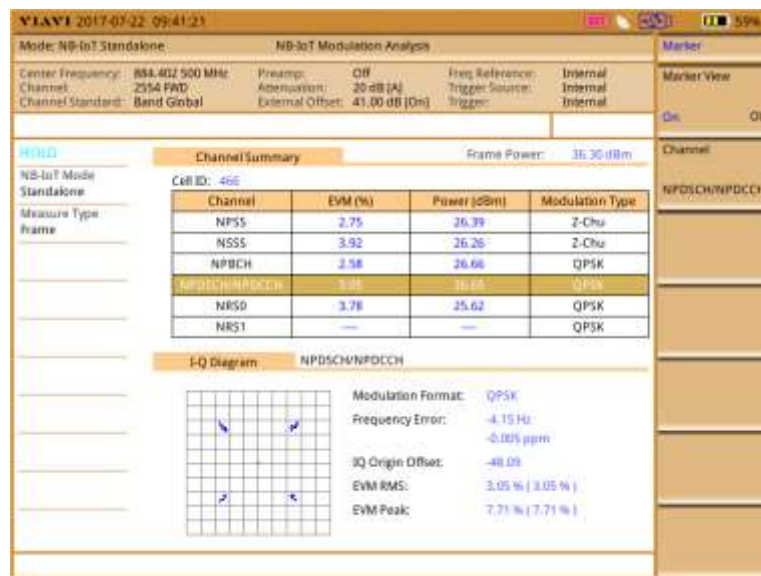 VIAVI 2017-07-22 09:41:21 59%
Mode: NB-IoT Standalone NB-IoT Modulation Analysis Marker
Center Frequency: 884.402 500 MHz Preamp: Off Freq Reference: Internal
Channel: 2554 FWD Attenuation: 20 dB [A] Trigger Source: Internal
Channel Standard: Band Global External Offset: 41.00 dB [On] Trigger: Internal
Marker View
On
HOLD Channel Summary Frame Power: 36.30 dBm
Channel
NPDSCH/NPDCCH
NB-IoT Mode
Standalone
Measure Type
Frame
Cell ID: 466
Channel EVM (%) Power (dBm) Modulation Type
NPSS 2.75 26.39 Z-Chu
NSSS 3.92 26.26 Z-Chu
NPBCH 2.58 26.66 QPSK
NPDSCH/NPDCCH 3.05 QPSK
NRS0 3.78 25.62 QPSK
NRS1 --- --- QPSK
I-Q Diagram NPDSCH/NPDCCH
Modulation Format: QPSK
Frequency Error: -4.15 Hz
-0.005 ppm
IQ Origin Offset: -48.09
EVM RMS: 3.05 % ( 3.05 % )
EVM Peak: 7.71 % ( 7.71 % )